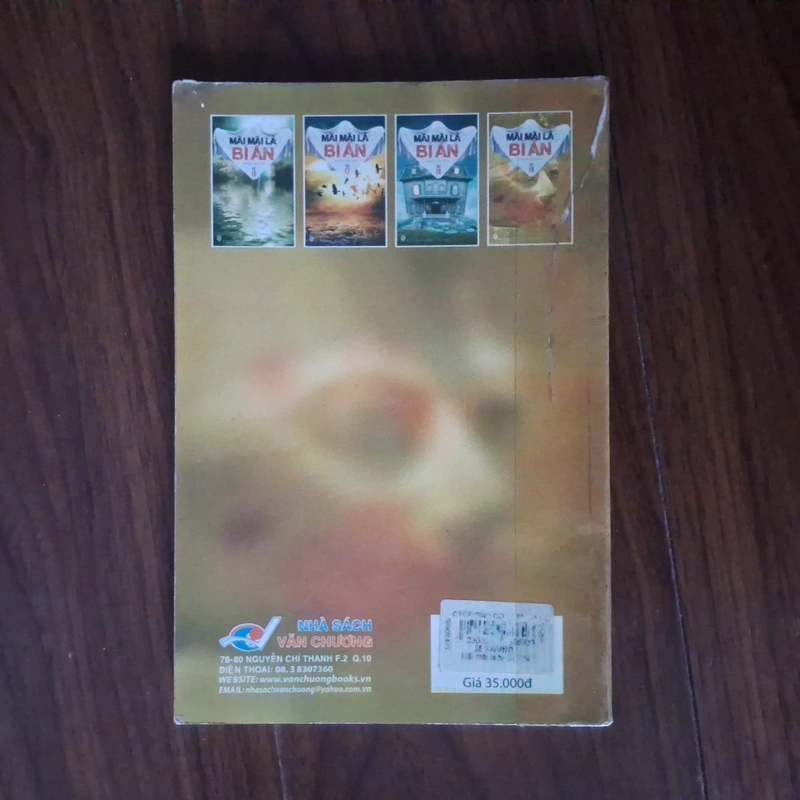 MÃI MÃI LÀ
BÍ ẨN
MÃI MÃI LÀ
BÍ ẨN
MÃI MÃI LÀ
BÍ ẨN
MÃI MÃI LÀ
BÍ ẨN
NHÀ SÁCH
VĂN CHƯƠNG
78-80 NGUYỄN CHÍ THANH F.2 Q.10
ĐIỆN THOẠI: 08. 3 8307360
WEBSITE: www.vanchuongbooks.vn
EMAIL: nhasachvanchuong@yahoo.com.vn
Giá 35.000đ